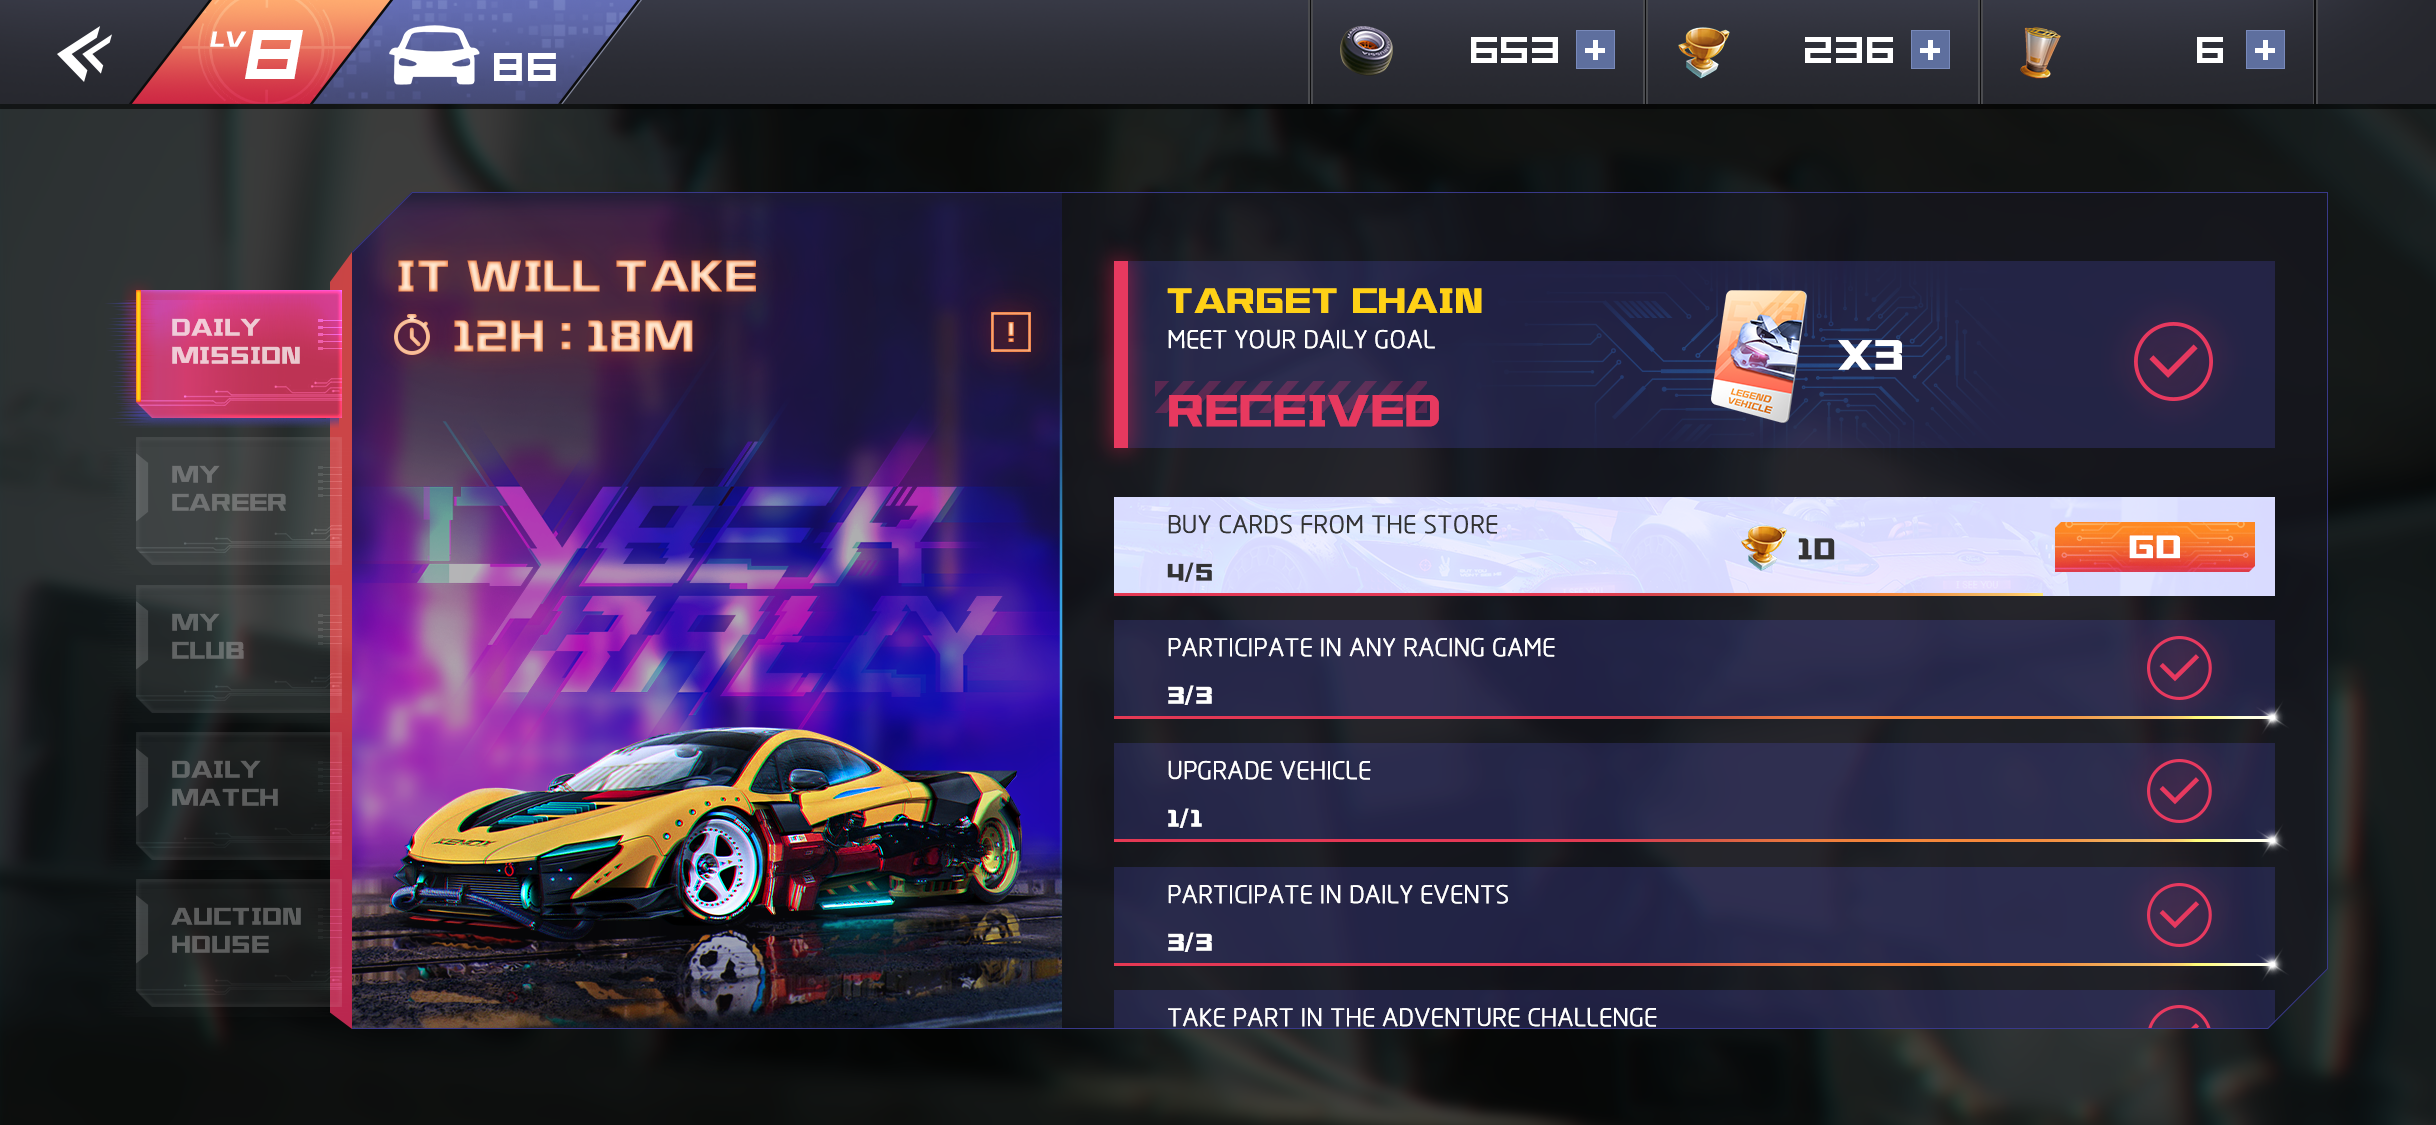 LV 8
86
653
236
6
DAILY
MISSION
MY
CAREER
MY
CLUB
DAILY
MATCH
AUCTION
HOUSE
IT WILL TAKE
12H : 18M
!
CYBER
RALLY
XENDX
TARGET CHAIN
MEET YOUR DAILY GOAL
RECEIVED
LEGEND
VEHICLE
X3
BUY CARDS FROM THE STORE
4/5
10
GO
PARTICIPATE IN ANY RACING GAME
3/3
UPGRADE VEHICLE
1/1
PARTICIPATE IN DAILY EVENTS
3/3
TAKE PART IN THE ADVENTURE CHALLENGE